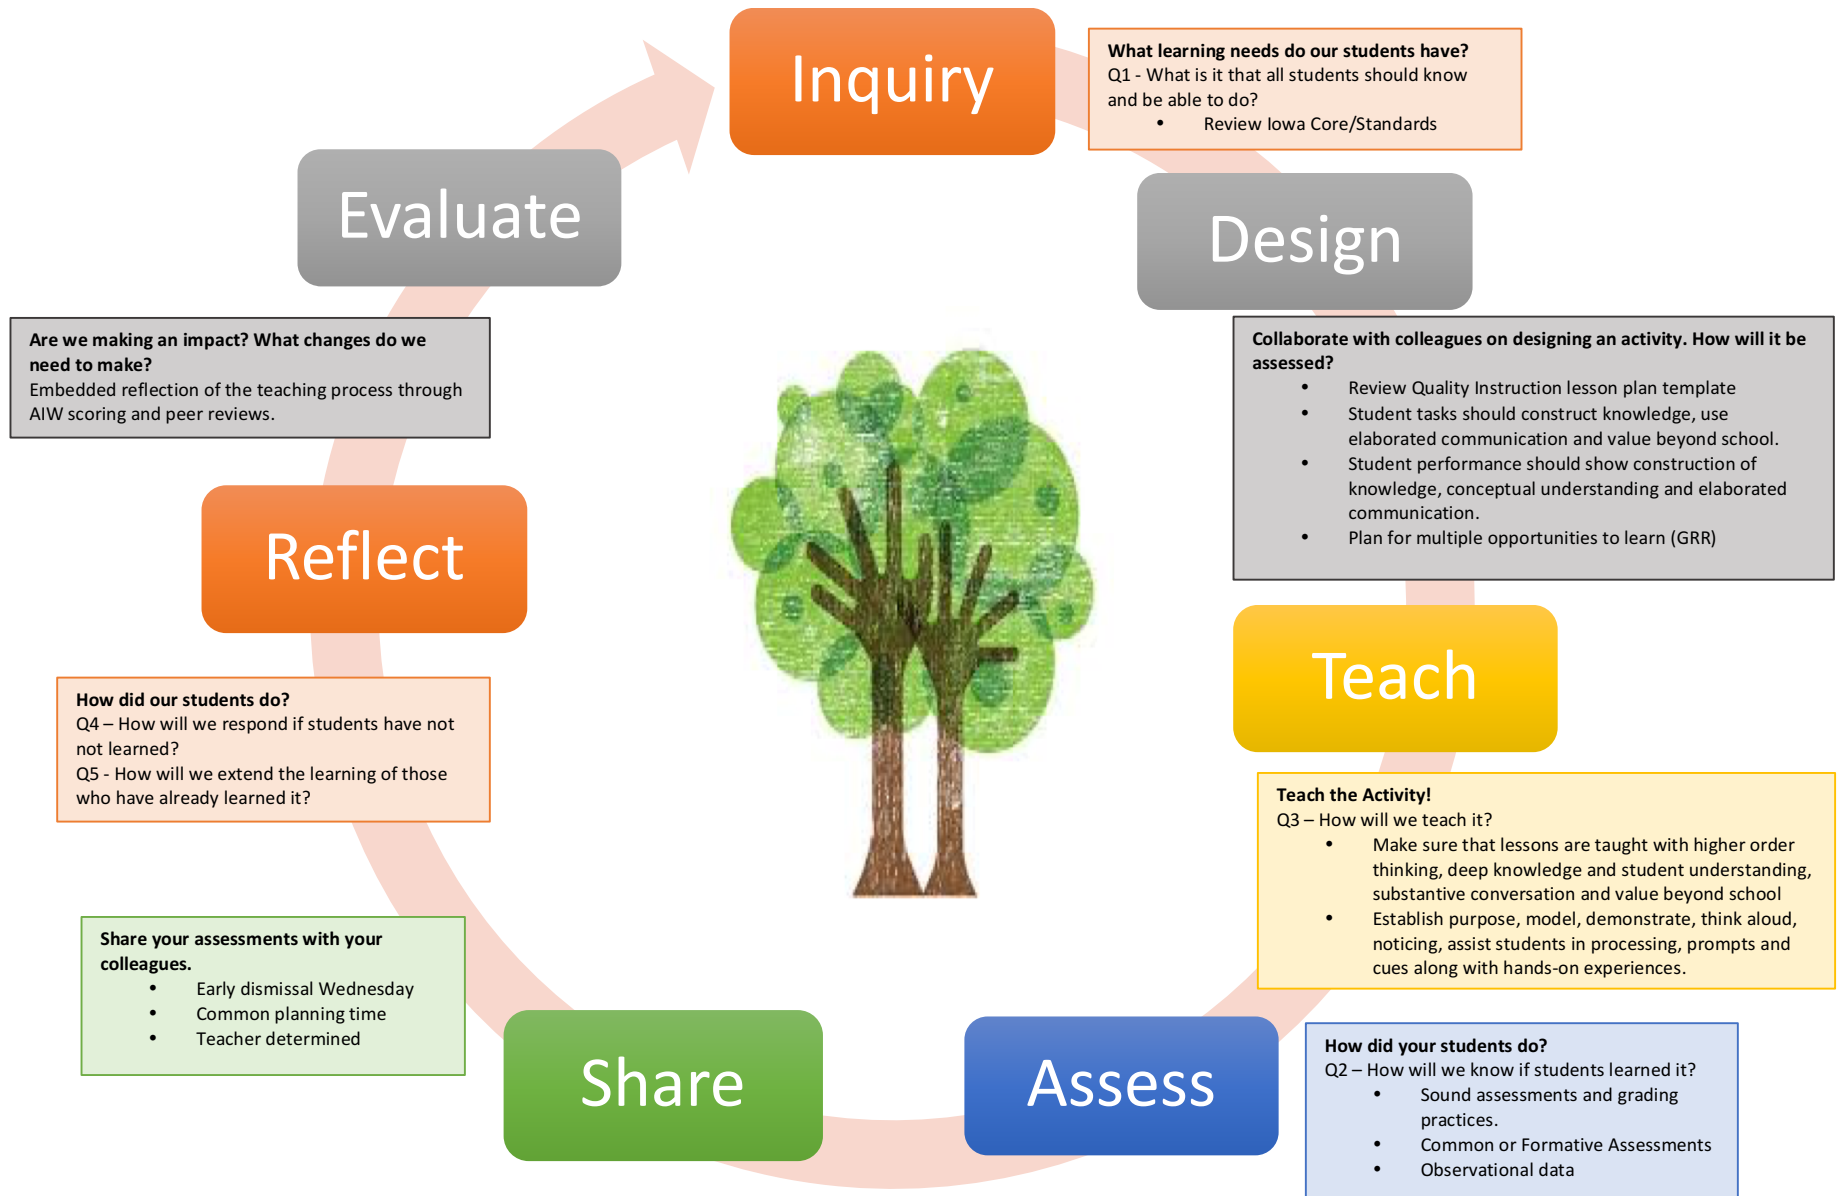 Inquiry
What learning needs do our students have?
Q1 - What is it that all students should know
and be able to do?
• Review Iowa Core/Standards
Design
Collaborate with colleagues on designing an activity. How will it be
assessed?
• Review Quality Instruction lesson plan template
• Student tasks should construct knowledge, use
elaborated communication and value beyond school.
• Student performance should show construction of
knowledge, conceptual understanding and elaborated
communication.
• Plan for multiple opportunities to learn (GRR)
Teach
Teach the Activity!
Q3 – How will we teach it?
• Make sure that lessons are taught with higher order
thinking, deep knowledge and student understanding,
substantive conversation and value beyond school
• Establish purpose, model, demonstrate, think aloud,
noticing, assist students in processing, prompts and
cues along with hands-on experiences.
Assess
How did your students do?
Q2 – How will we know if students learned it?
• Sound assessments and grading
practices.
• Common or Formative Assessments
• Observational data
Share
Share your assessments with your
colleagues.
• Early dismissal Wednesday
• Common planning time
• Teacher determined
Reflect
How did our students do?
Q4 – How will we respond if students have not
not learned?
Q5 - How will we extend the learning of those
who have already learned it?
Evaluate
Are we making an impact? What changes do we
need to make?
Embedded reflection of the teaching process through
AIW scoring and peer reviews.